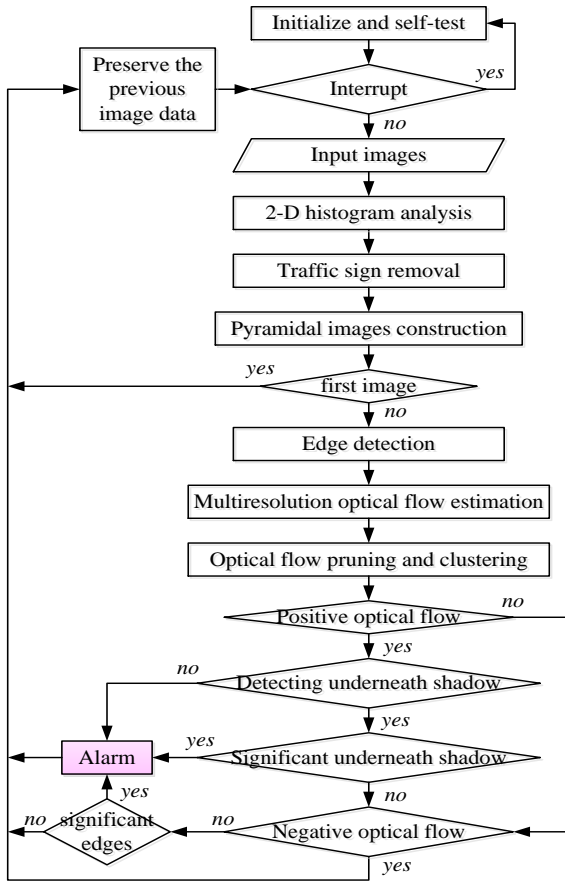 Initialize and self-test
Preserve the
previous
image data
yes
Interrupt
no
Input images
2-D histogram analysis
Traffic sign removal
Pyramidal images construction
yes
first image
no
Edge detection
Multiresolution optical flow estimation
Optical flow pruning and clustering
no
Positive optical flow
yes
no
Detecting underneath shadow
yes
Alarm
yes
Significant underneath shadow
yes
no
no
significant
edges
no
Negative optical flow
yes